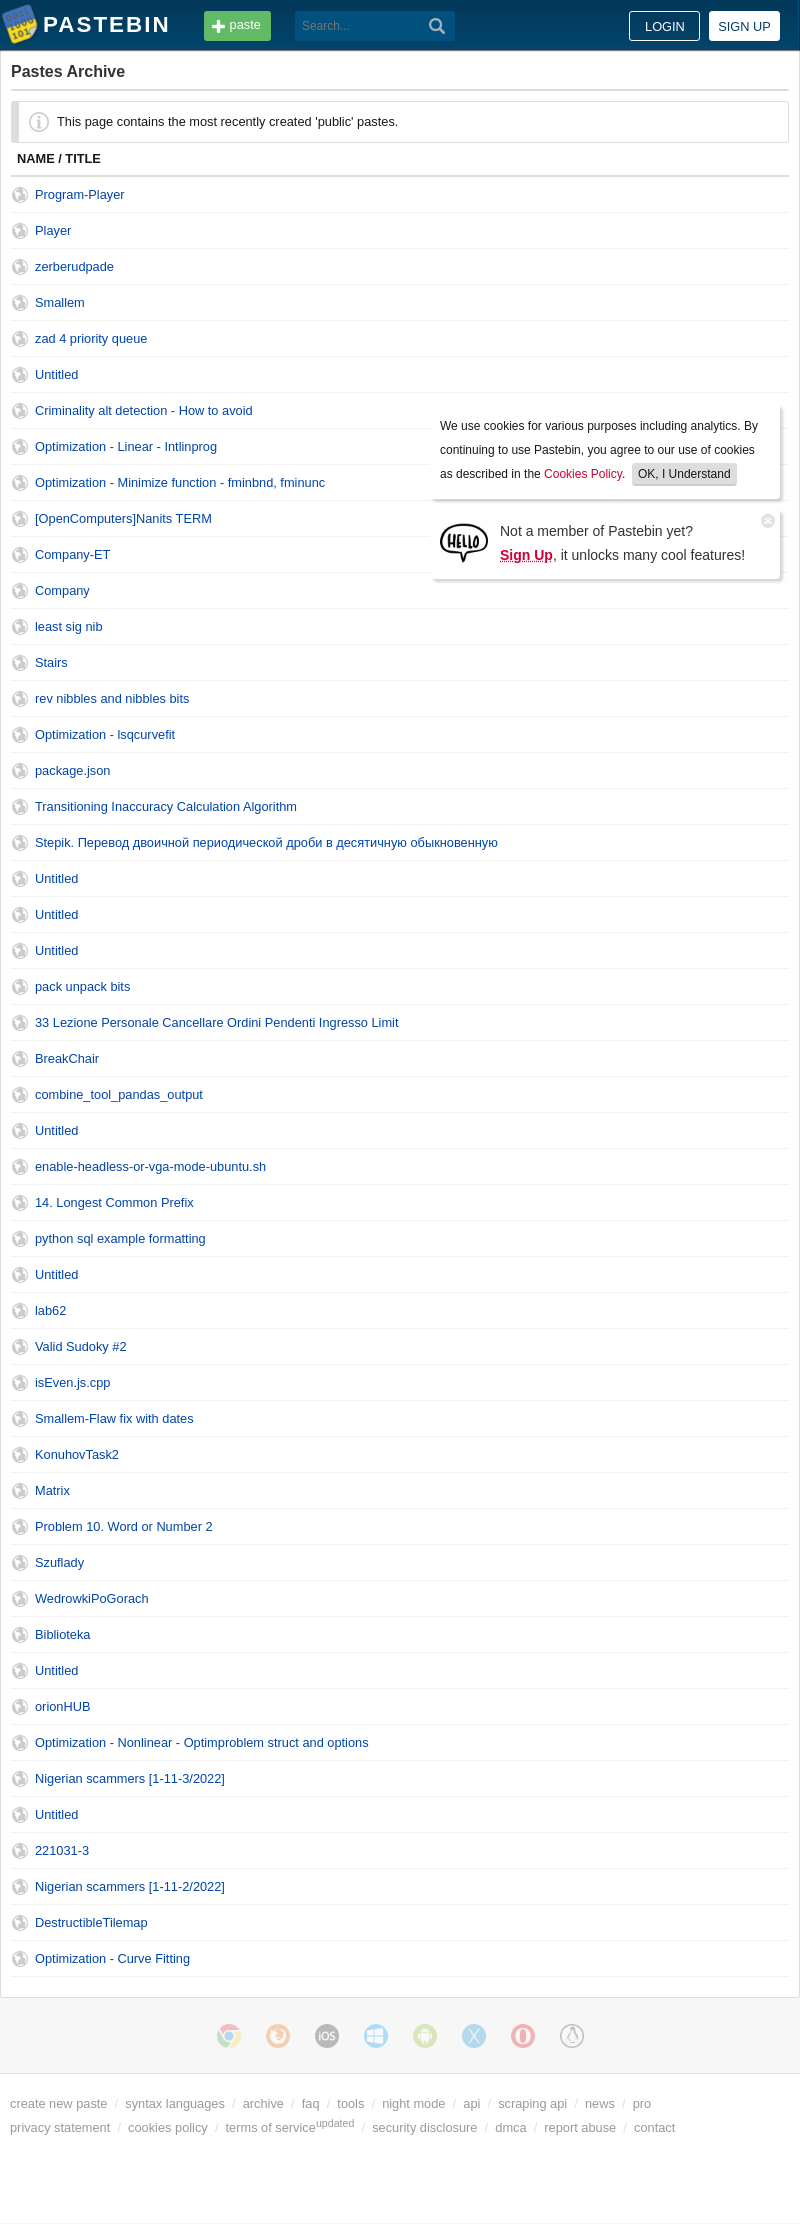 PASTEBIN paste Search... LOGIN SIGN UP
Pastes Archive
This page contains the most recently created 'public' pastes.
NAME / TITLE
Program-Player
Player
zerberudpade
Smallem
zad 4 priority queue
Untitled
Criminality alt detection - How to avoid
Optimization - Linear - Intlinprog
Optimization - Minimize function - fminbnd, fminunc
[OpenComputers]Nanits TERM
Company-ET
Company
We use cookies for various purposes including analytics. By
continuing to use Pastebin, you agree to our use of cookies
as described in the Cookies Policy. OK, I Understand
HELLO
Not a member of Pastebin yet?
Sign Up, it unlocks many cool features!
least sig nib
Stairs
rev nibbles and nibbles bits
Optimization - lsqcurvefit
package.json
Transitioning Inaccuracy Calculation Algorithm
Stepik. Перевод двоичной периодической дроби в десятичную обыкновенную
Untitled
Untitled
Untitled
pack unpack bits
33 Lezione Personale Cancellare Ordini Pendenti Ingresso Limit
BreakChair
combine_tool_pandas_output
Untitled
enable-headless-or-vga-mode-ubuntu.sh
14. Longest Common Prefix
python sql example formatting
Untitled
lab62
Valid Sudoky #2
isEven.js.cpp
Smallem-Flaw fix with dates
KonuhovTask2
Matrix
Problem 10. Word or Number 2
Szuflady
WedrowkiPoGorach
Biblioteka
Untitled
orionHUB
Optimization - Nonlinear - Optimproblem struct and options
Nigerian scammers [1-11-3/2022]
Untitled
221031-3
Nigerian scammers [1-11-2/2022]
DestructibleTilemap
Optimization - Curve Fitting
iOS
create new paste / syntax languages / archive / faq / tools / night mode / api / scraping api / news / pro
privacy statement / cookies policy / terms of service updated / security disclosure / dmca / report abuse / contact